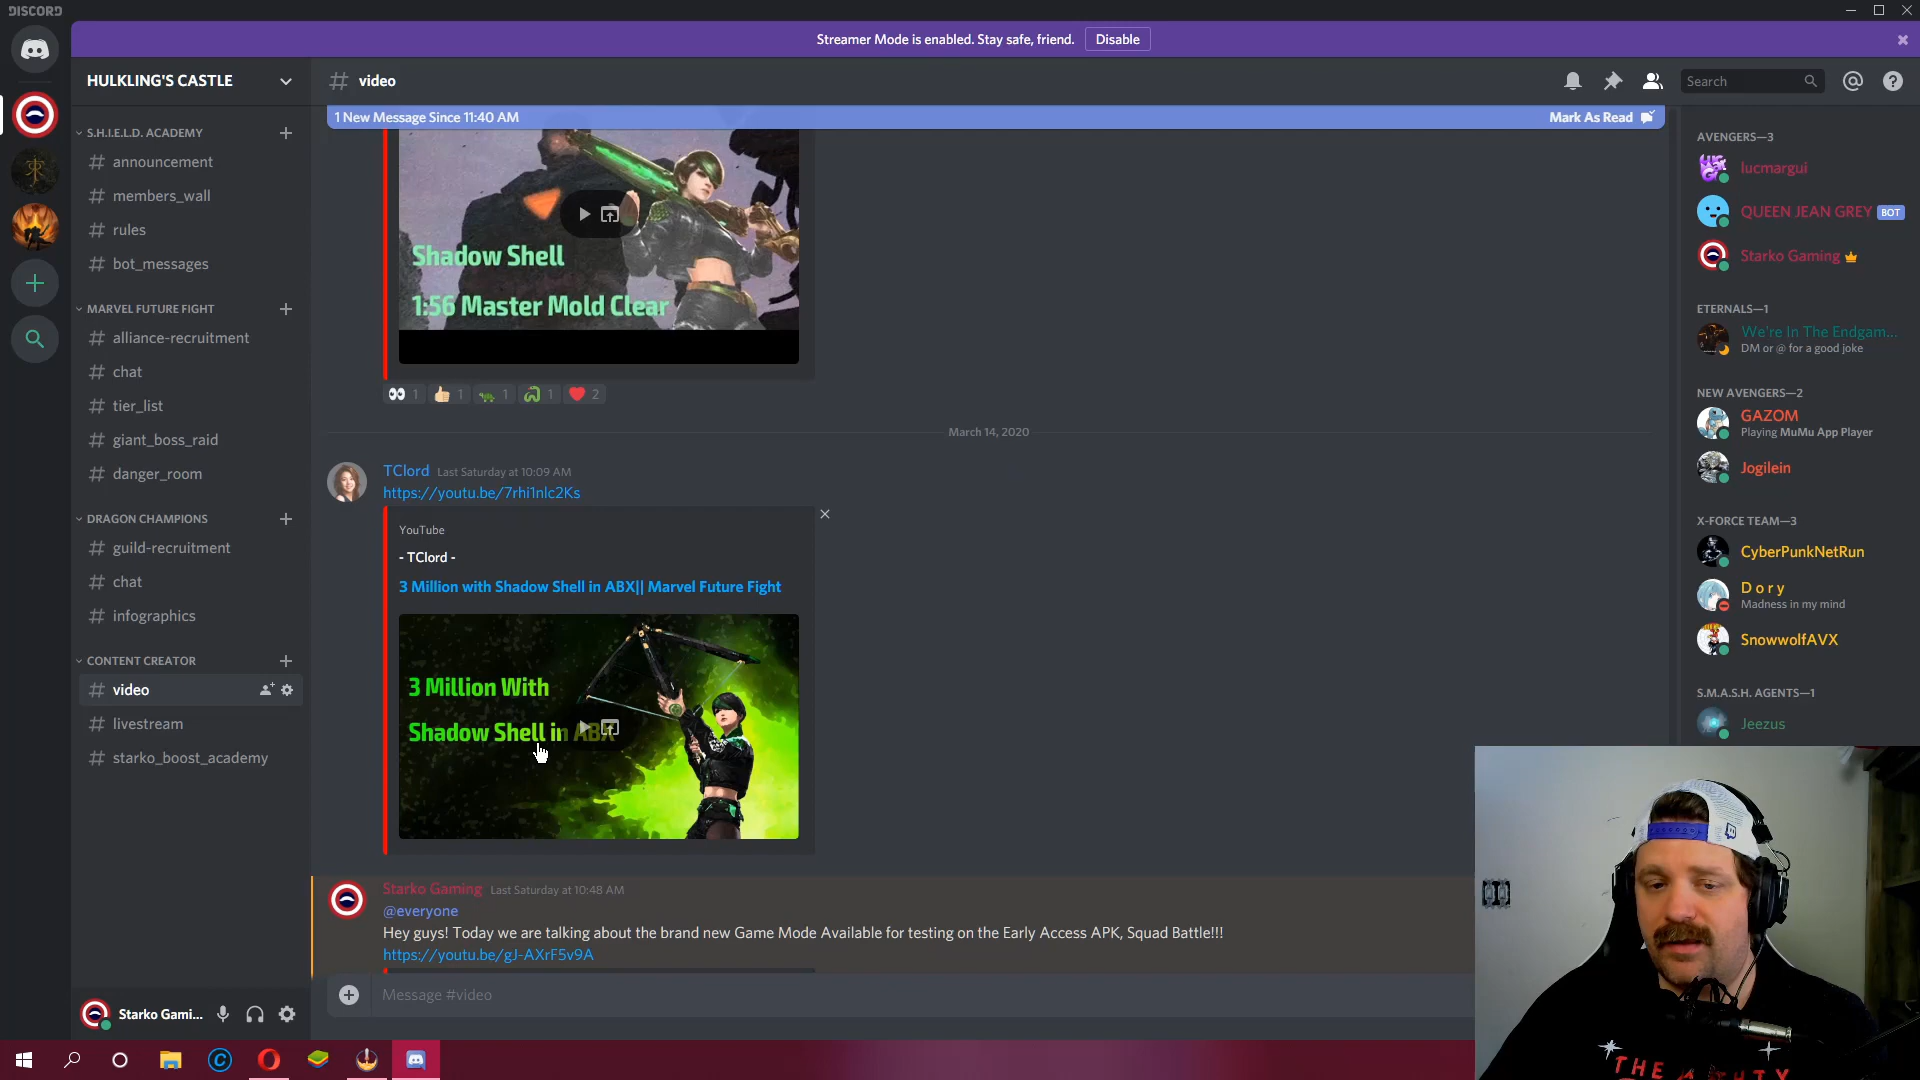 DISCORD
Streamer Mode is enabled. Stay safe, friend.
Disable
HULKLING'S CASTLE
S.H.I.E.L.D. ACADEMY
# announcement
# members_wall
# rules
# bot_messages
MARVEL FUTURE FIGHT
# alliance-recruitment
# chat
# tier_list
# giant_boss_raid
# danger_room
DRAGON CHAMPIONS
# guild-recruitment
# chat
# infographics
CONTENT CREATOR
# video
# livestream
# starko_boost_academy
Starko Gami...
# video
Search
1 New Message Since 11:40 AM
Mark As Read
Shadow Shell
1:56 Master Mold Clear
1
1
1
1
2
March 14, 2020
TClord Last Saturday at 10:09 AM
https://youtu.be/7rhi1nlc2Ks
YouTube
- TClord -
3 Million with Shadow Shell in ABX|| Marvel Future Fight
3 Million With
Shadow Shell in ABX
Starko Gaming Last Saturday at 10:48 AM
@everyone
Hey guys! Today we are talking about the brand new Game Mode Available for testing on the Early Access APK, Squad Battle!!!
https://youtu.be/gJ-AXrF5v9A
Message #video
AVENGERS—3
lucmargui
QUEEN JEAN GREY BOT
Starko Gaming
ETERNALS—1
We're In The Endgam...
DM or @ for a good joke
NEW AVENGERS—2
GAZOM
Playing MuMu App Player
Jogilein
X-FORCE TEAM—3
CyberPunkNetRun
D o r y
Madness in my mind
SnowwolfAVX
S.M.A.S.H. AGENTS—1
Jeezus
THE MIGHTY